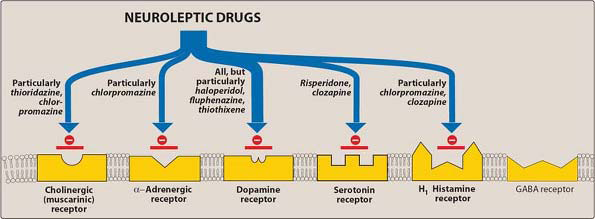 NEUROLEPTIC DRUGS
Particularly
thioridazine,
chlor-
promazine
Particularly
chlorpromazine
All, but
particularly
haloperidol,
fluphenazine,
thiothixene
Risperidone,
clozapine
Particularly
chlorpromazine,
clozapine
Cholinergic
(muscarinic)
receptor
α–Adrenergic
receptor
Dopamine
receptor
Serotonin
receptor
H1 Histamine
receptor
GABA receptor